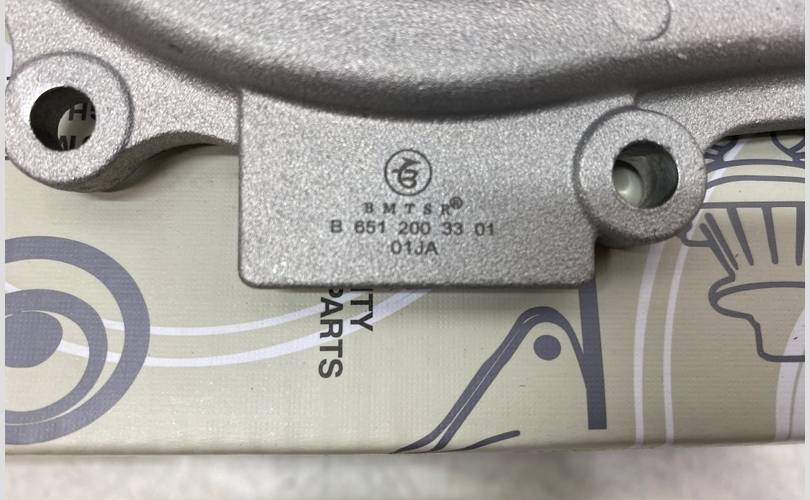 BMTSR®
B 651 200 33 01
01JA
ITY
PARTS